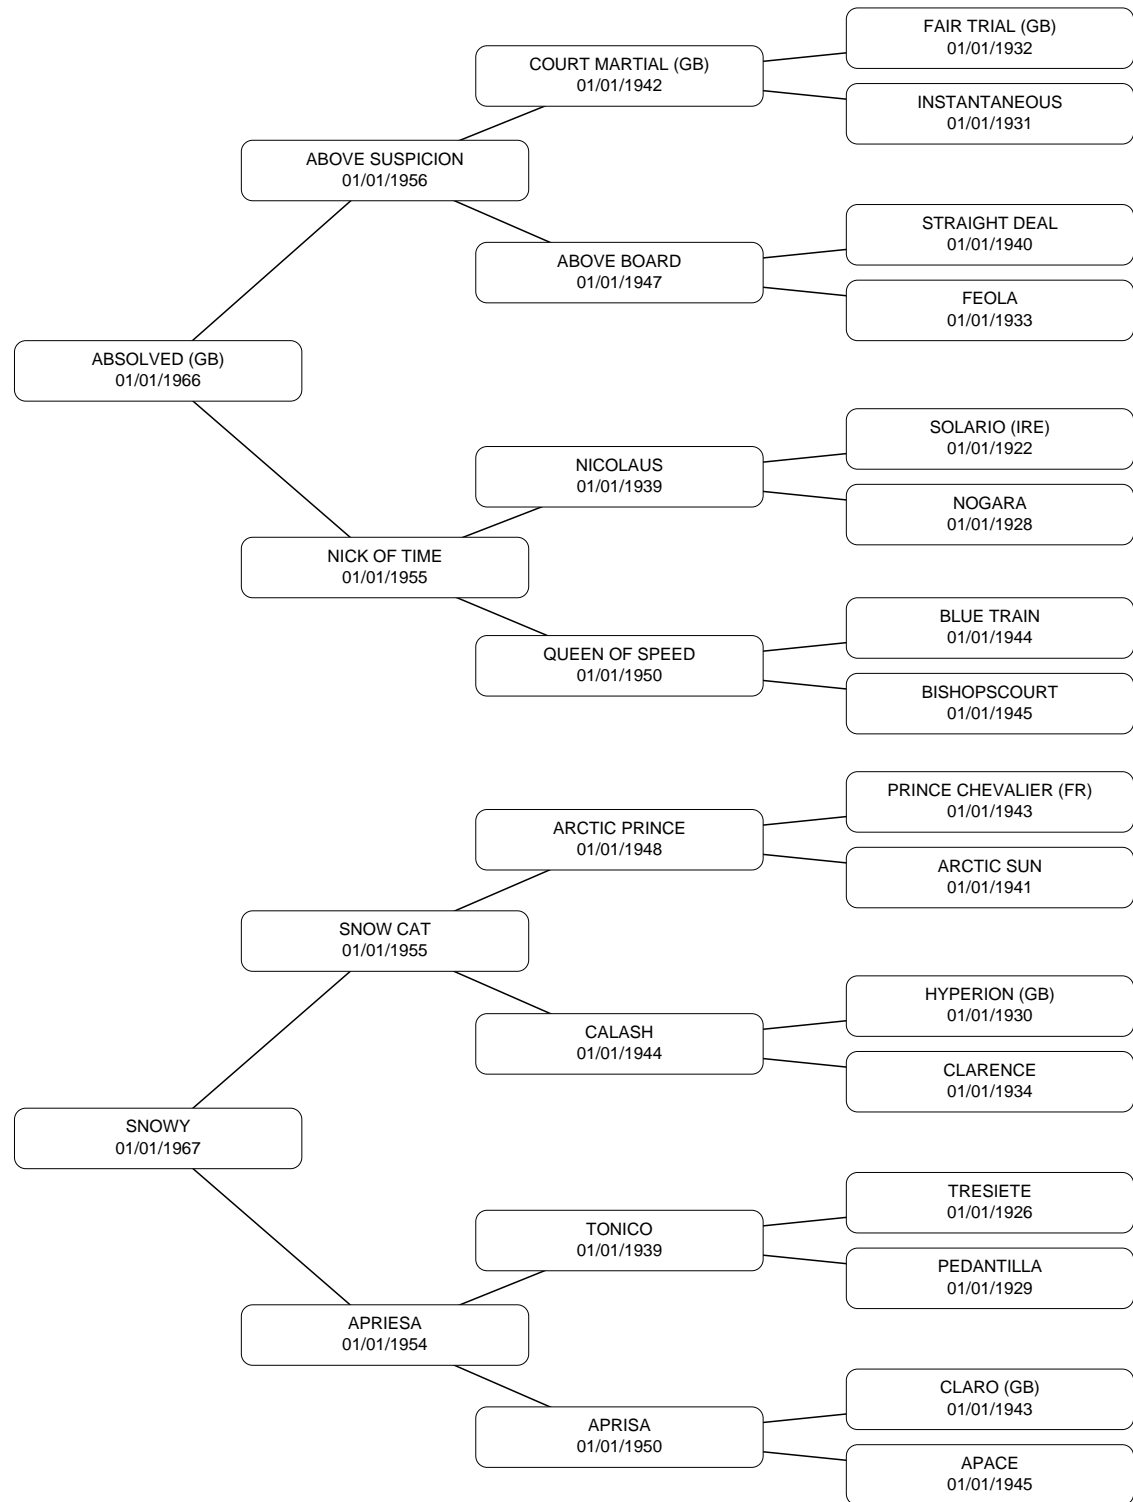 FAIR TRIAL (GB)
01/01/1932
COURT MARTIAL (GB)
01/01/1942
INSTANTANEOUS
01/01/1931
ABOVE SUSPICION
01/01/1956
STRAIGHT DEAL
01/01/1940
ABOVE BOARD
01/01/1947
FEOLA
01/01/1933
ABSOLVED (GB)
01/01/1966
SOLARIO (IRE)
01/01/1922
NICOLAUS
01/01/1939
NOGARA
01/01/1928
NICK OF TIME
01/01/1955
BLUE TRAIN
01/01/1944
QUEEN OF SPEED
01/01/1950
BISHOPSCOURT
01/01/1945
PRINCE CHEVALIER (FR)
01/01/1943
ARCTIC PRINCE
01/01/1948
ARCTIC SUN
01/01/1941
SNOW CAT
01/01/1955
HYPERION (GB)
01/01/1930
CALASH
01/01/1944
CLARENCE
01/01/1934
SNOWY
01/01/1967
TRESIETE
01/01/1926
TONICO
01/01/1939
PEDANTILLA
01/01/1929
APRIESA
01/01/1954
CLARO (GB)
01/01/1943
APRISA
01/01/1950
APACE
01/01/1945